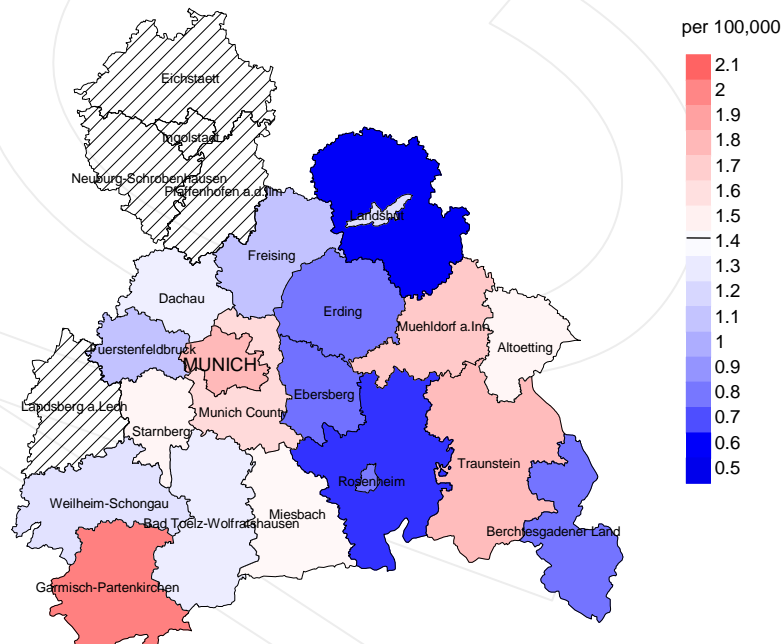 per 100,000
2.1
2
1.9
1.8
1.7
1.6
1.5
1.4
1.3
1.2
1.1
1
0.9
0.8
0.7
0.6
0.5
Eichstaett
Ingolstadt
Neuburg-Schrobenhausen
Pfaffenhofen a.d.Ilm
Landshut
Freising
Dachau
Erding
Muehldorf a.Inn
Altoetting
Fuerstenfeldbruck
MUNICH
Ebersberg
Landsberg a.Lech
Munich County
Starnberg
Traunstein
Rosenheim
Weilheim-Schongau
Miesbach
Bad Toelz-Wolfratshausen
Berchtesgadener Land
Garmisch-Partenkirchen